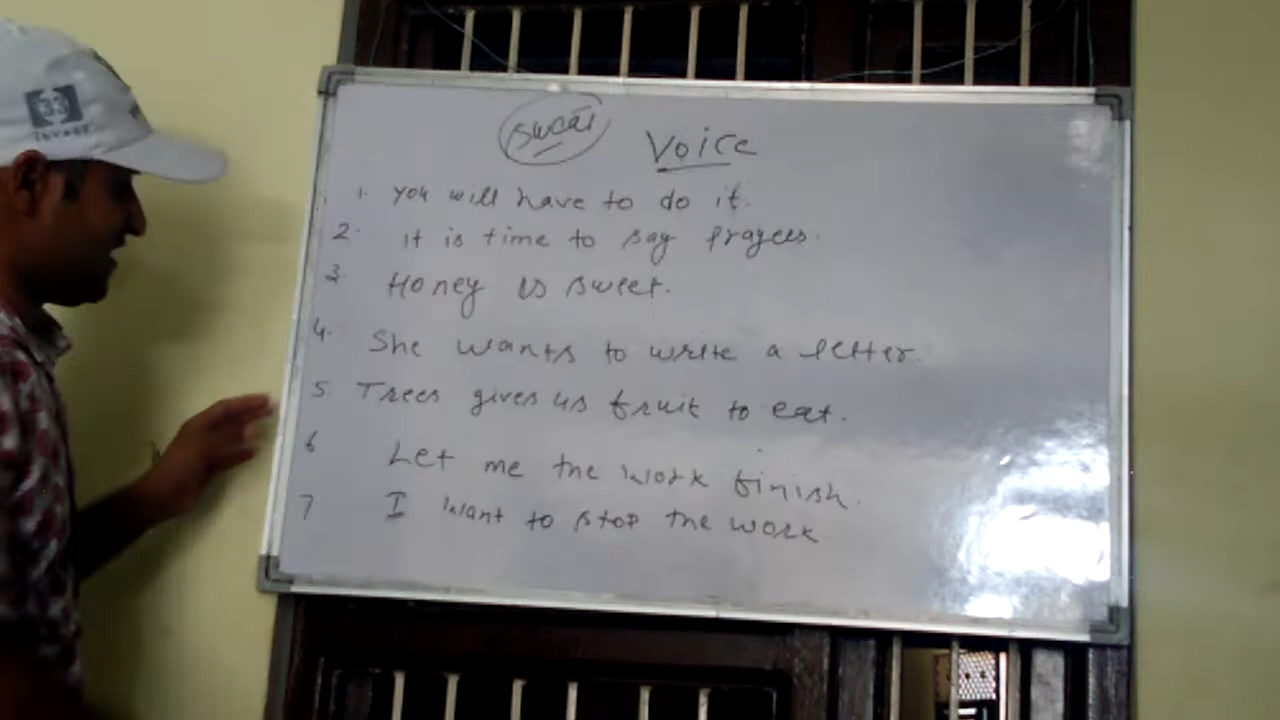 Voice
1. you will have to do it.
2. It is time to say prayees.
3. Honey is sweet.
4. She wants to write a letter.
5. Trees gives us fruit to eat.
6 Let me the work finish.
7 I want to stop the work